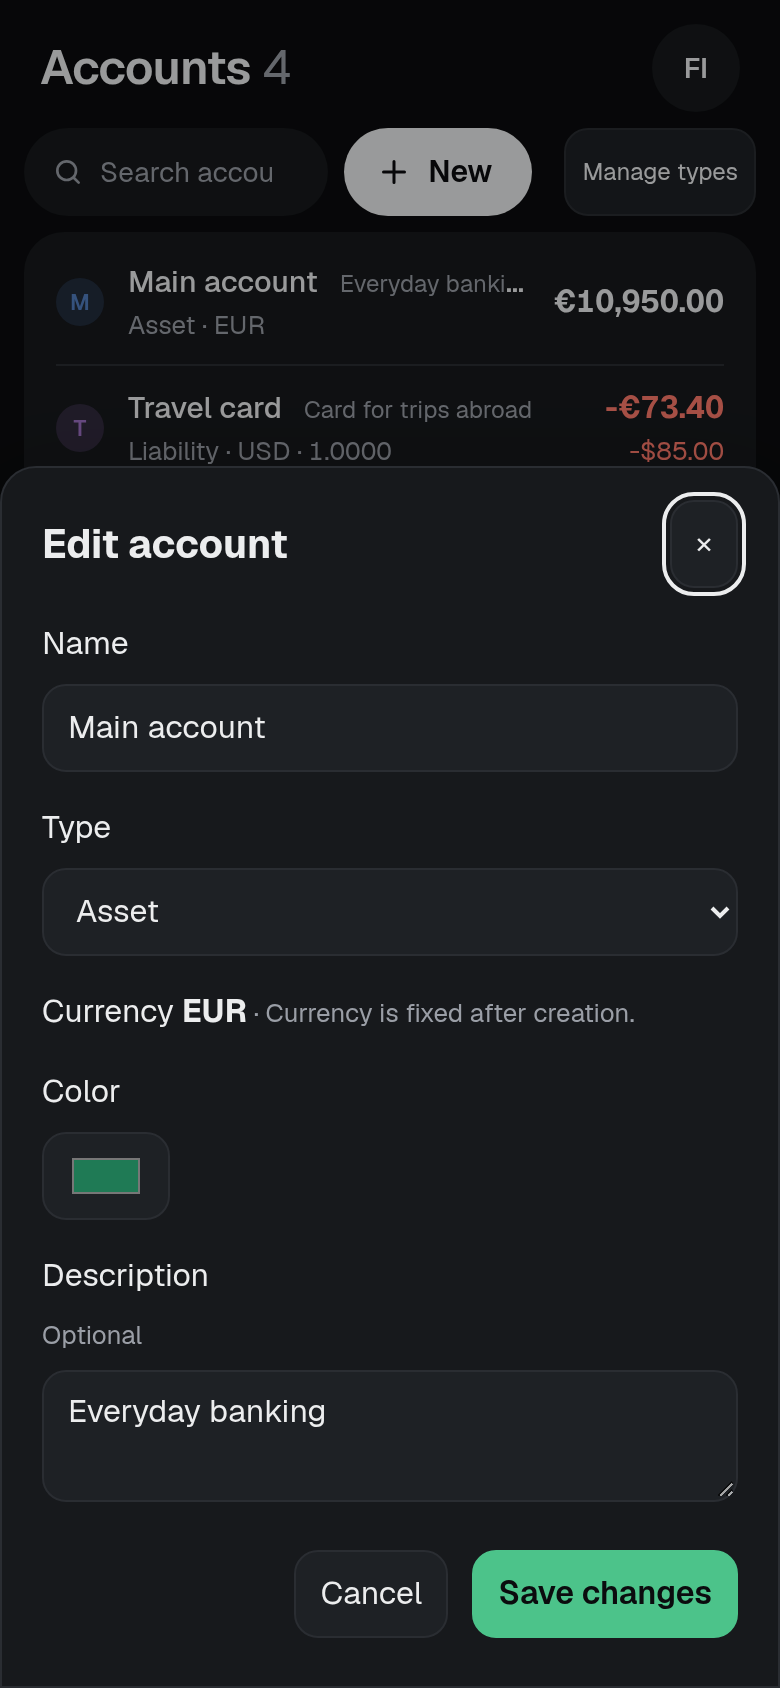 Accounts 4
FI
Search accou
New
Manage types
M
Main account Everyday banki...
€10,950.00
Asset · EUR
T
Travel card Card for trips abroad
-€73.40
Liability · USD · 1.0000
-$85.00
Edit account
×
Name
Main account
Type
Asset
Currency EUR · Currency is fixed after creation.
Color
Description
Optional
Everyday banking
Cancel
Save changes